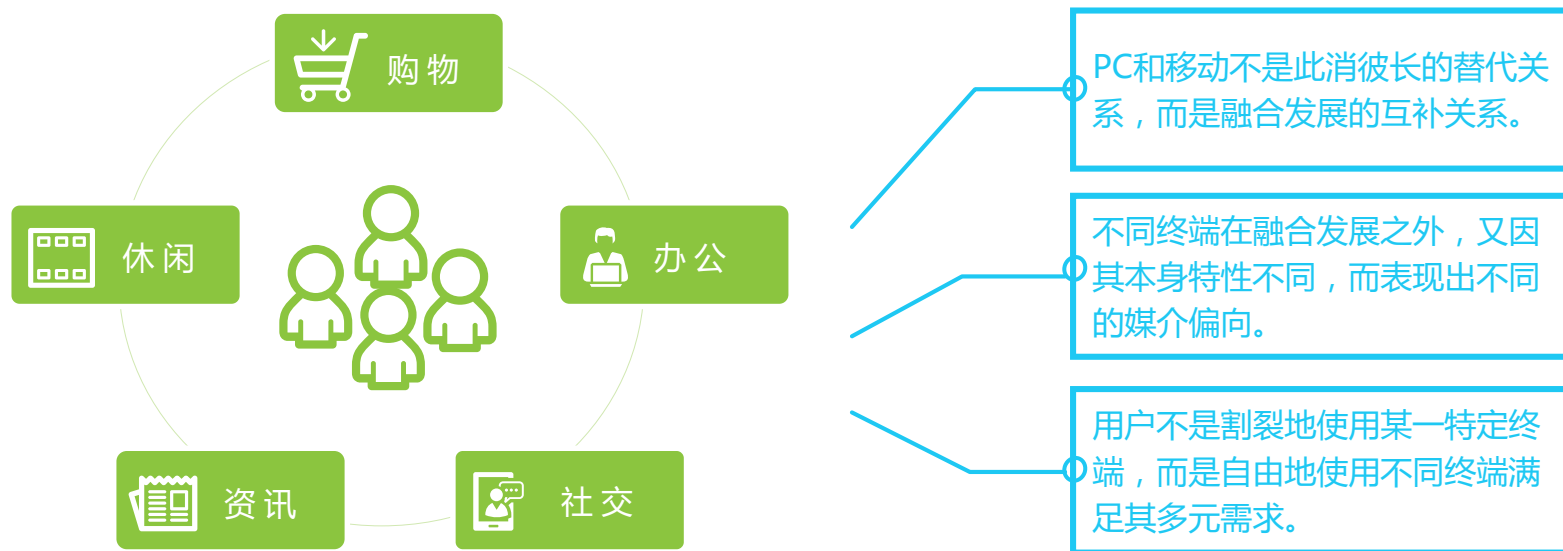 购物
休闲
办公
资讯
社交
PC和移动不是此消彼长的替代关
系，而是融合发展的互补关系。
不同终端在融合发展之外，又因
其本身特性不同，而表现出不同
的媒介偏向。
用户不是割裂地使用某一特定终
端，而是自由地使用不同终端满
足其多元需求。